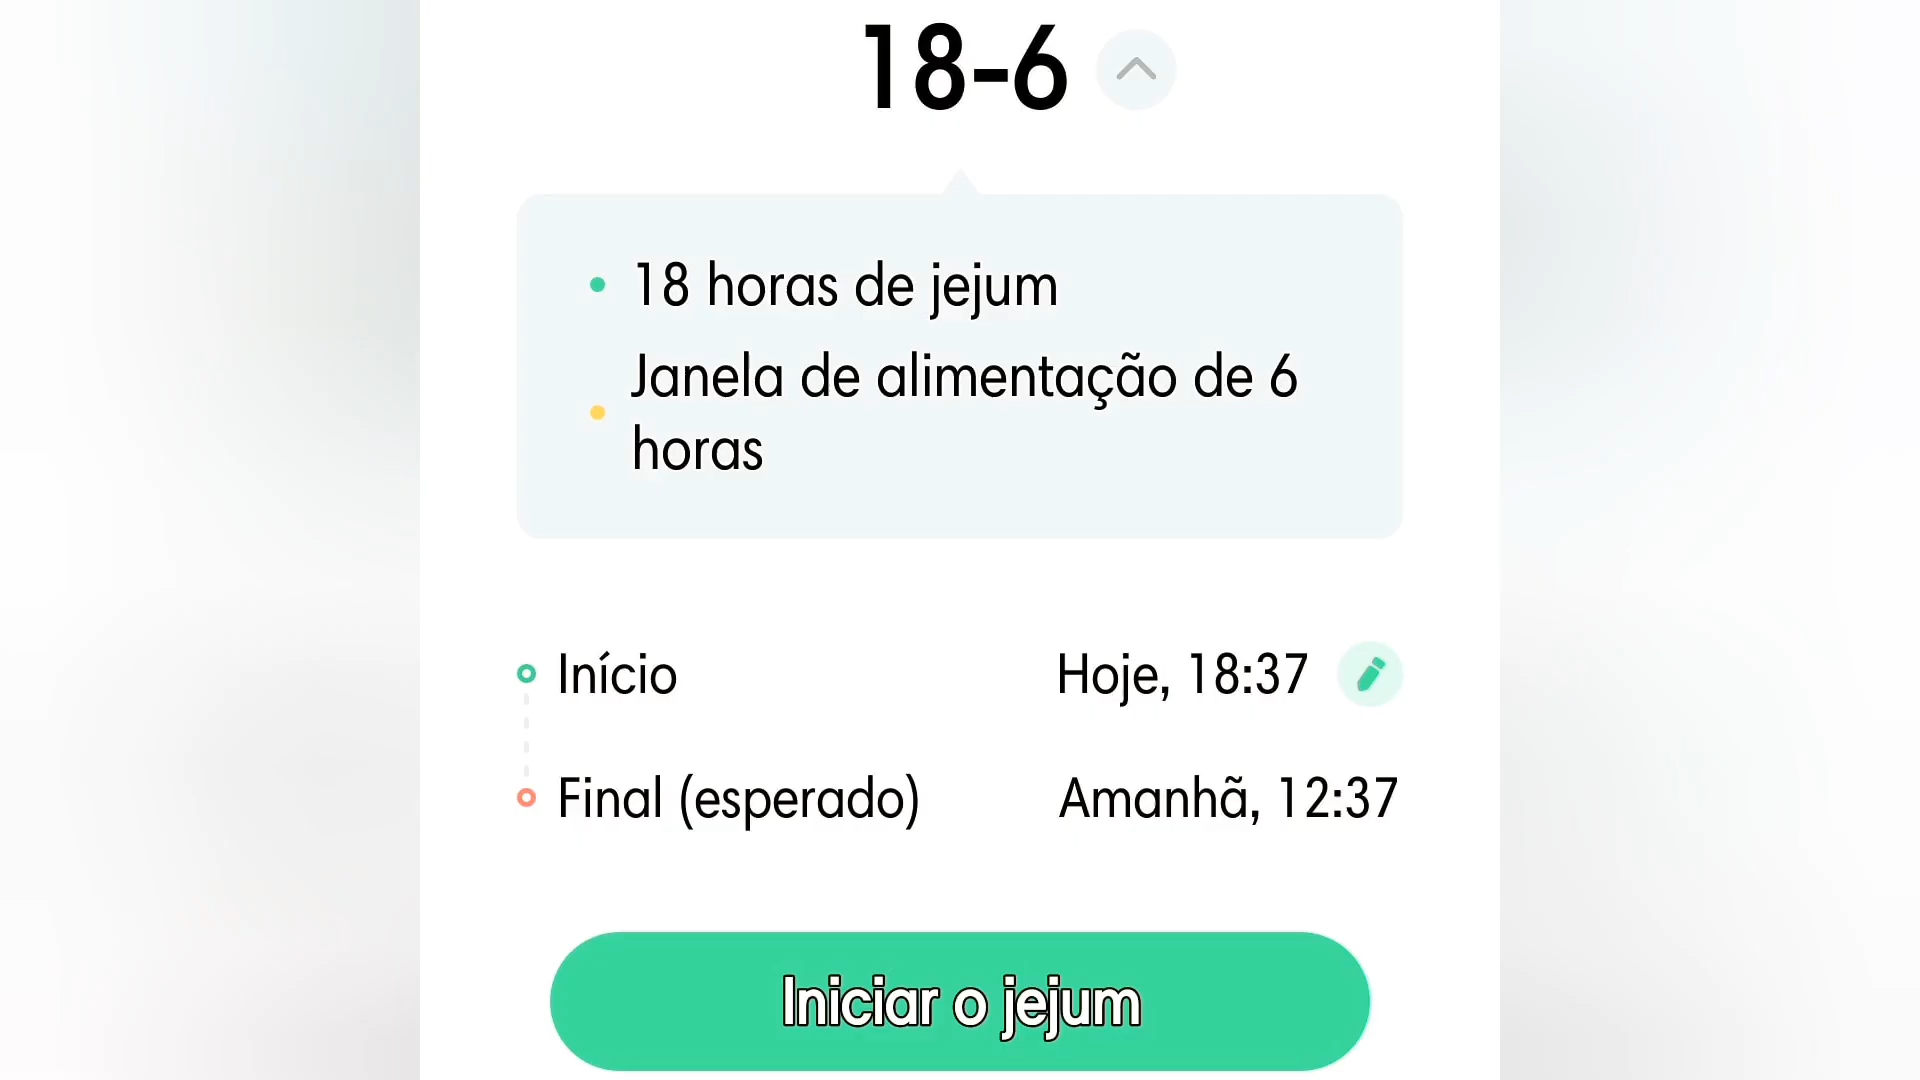 18-6
18 horas de jejum
Janela de alimentação de 6
horas
Início
Hoje, 18:37
Final (esperado)
Amanhã, 12:37
Iniciar o jejum